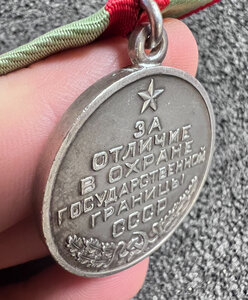 ЗА
ОТЛИЧИЕ
В ОХРАНЕ
ГОСУДАРСТВЕННОЙ
ГРАНИЦЫ
СССР